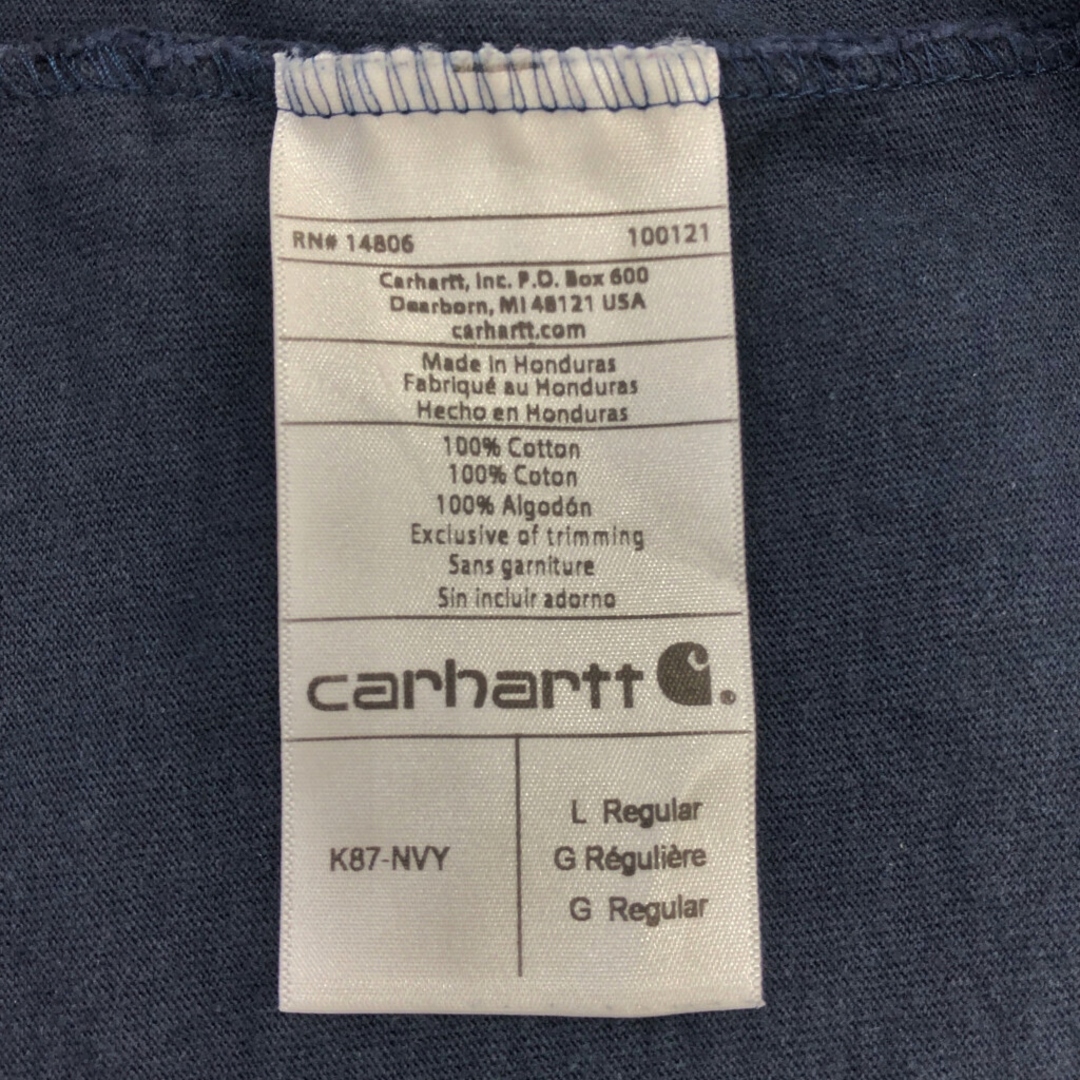 RN# 14806 100121
Carhartt, Inc. P.O. Box 600
Dearborn, MI 48121 USA
carhartt.com
Made in Honduras
Fabriqué au Honduras
Hecho en Honduras
100% Cotton
100% Coton
100% Algodón
Exclusive of trimming
Sans garniture
Sin incluir adorno
carhartt
K87-NVY
L Regular
G Régulière
G Regular